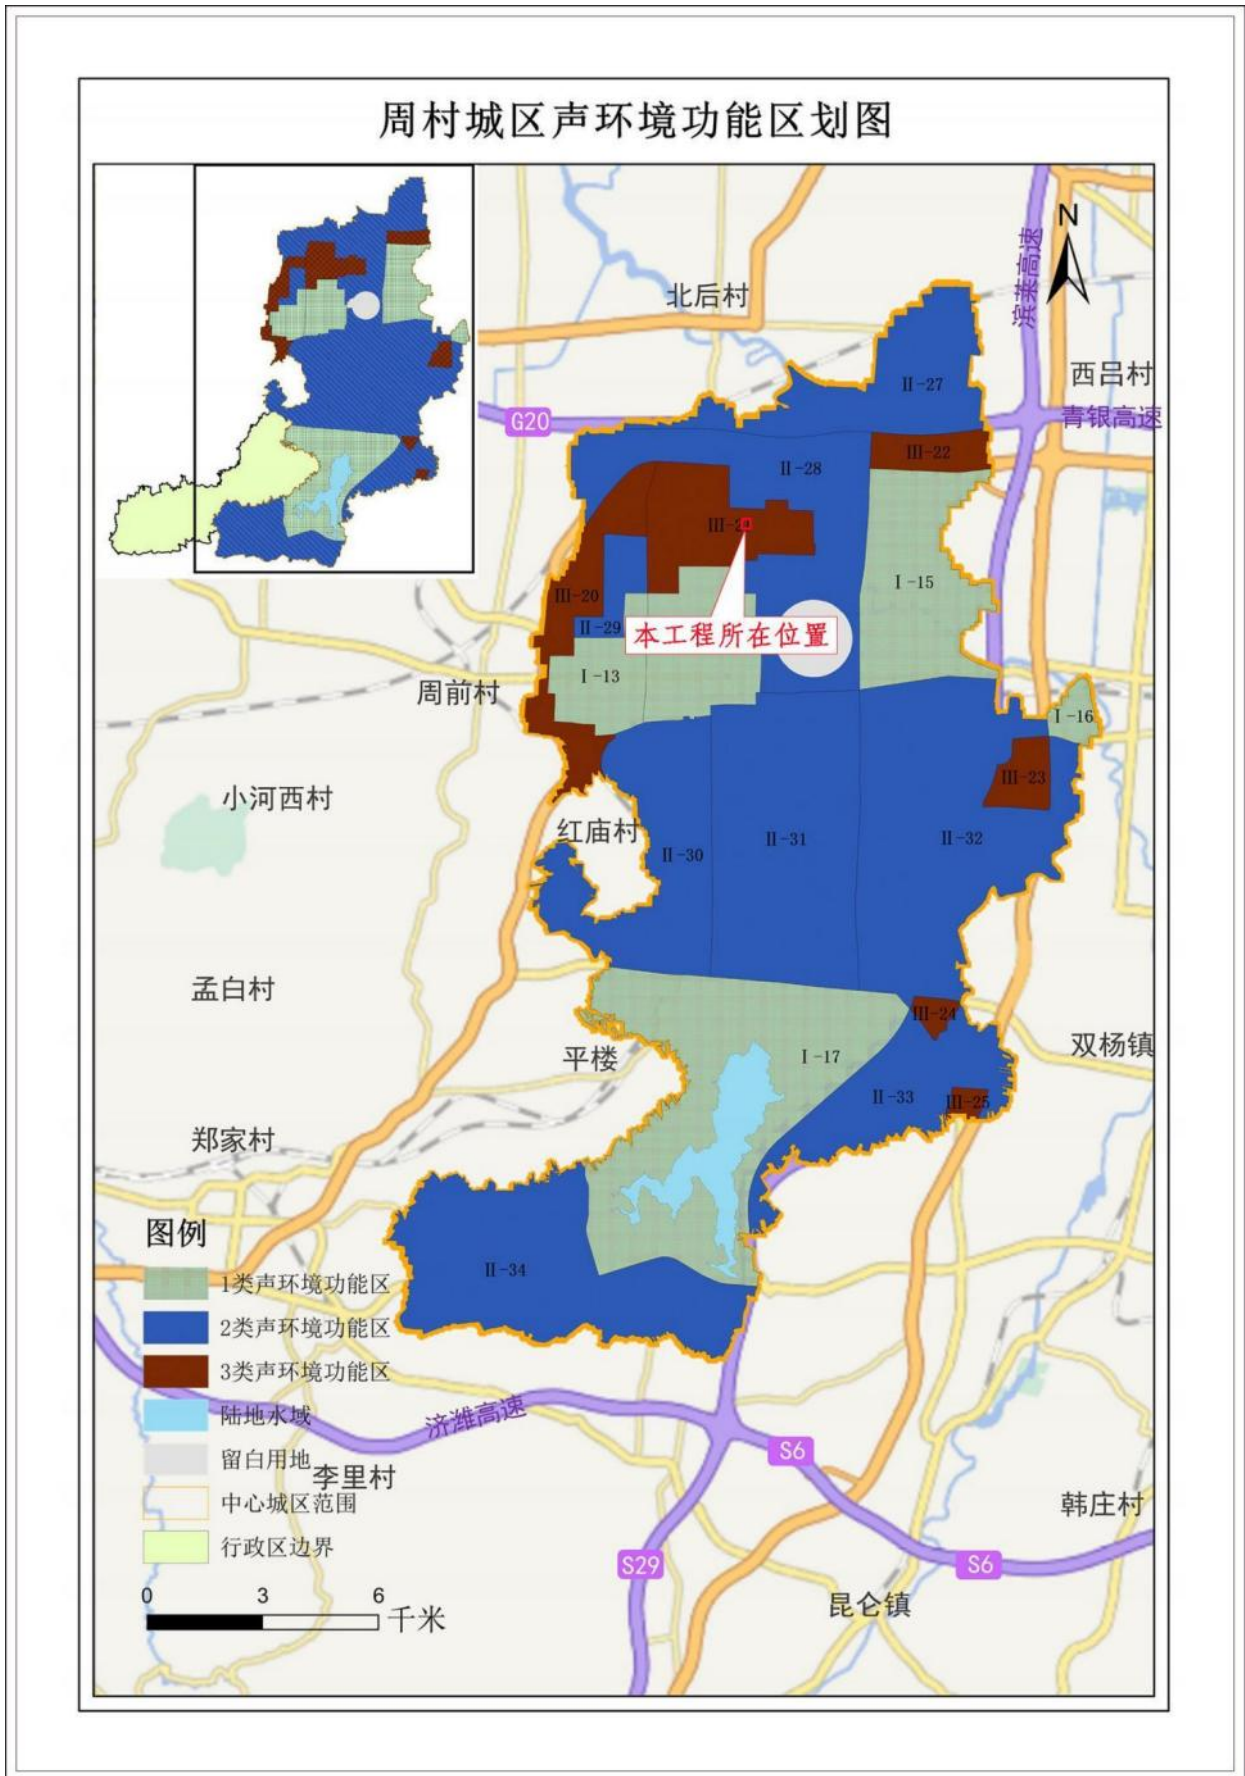 周村城区声环境功能区划图
N
滨莱高速
北后村
西吕村
青银高速
G20
II-27
III-22
II-28
I-15
III-20
II-29
本工程所在位置
I-13
周前村
I-16
III-23
小河西村
红庙村
II-30
II-31
II-32
孟白村
III-24
平楼
I-17
双杨镇
II-33
III-25
郑家村
II-34
图例
1类声环境功能区
2类声环境功能区
3类声环境功能区
陆地水域
留白用地
中心城区范围
行政区边界
济潍高速
李里村
S6
韩庄村
S29
S6
昆仑镇
0 3 6
千米